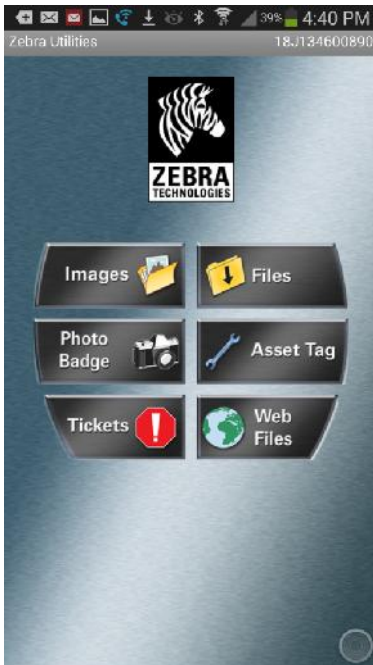 39% 4:40 PM
Zebra Utilities 18J134600890
ZEBRA
TECHNOLOGIES
Images Files
Photo
Badge
Asset Tag
Tickets
Web
Files